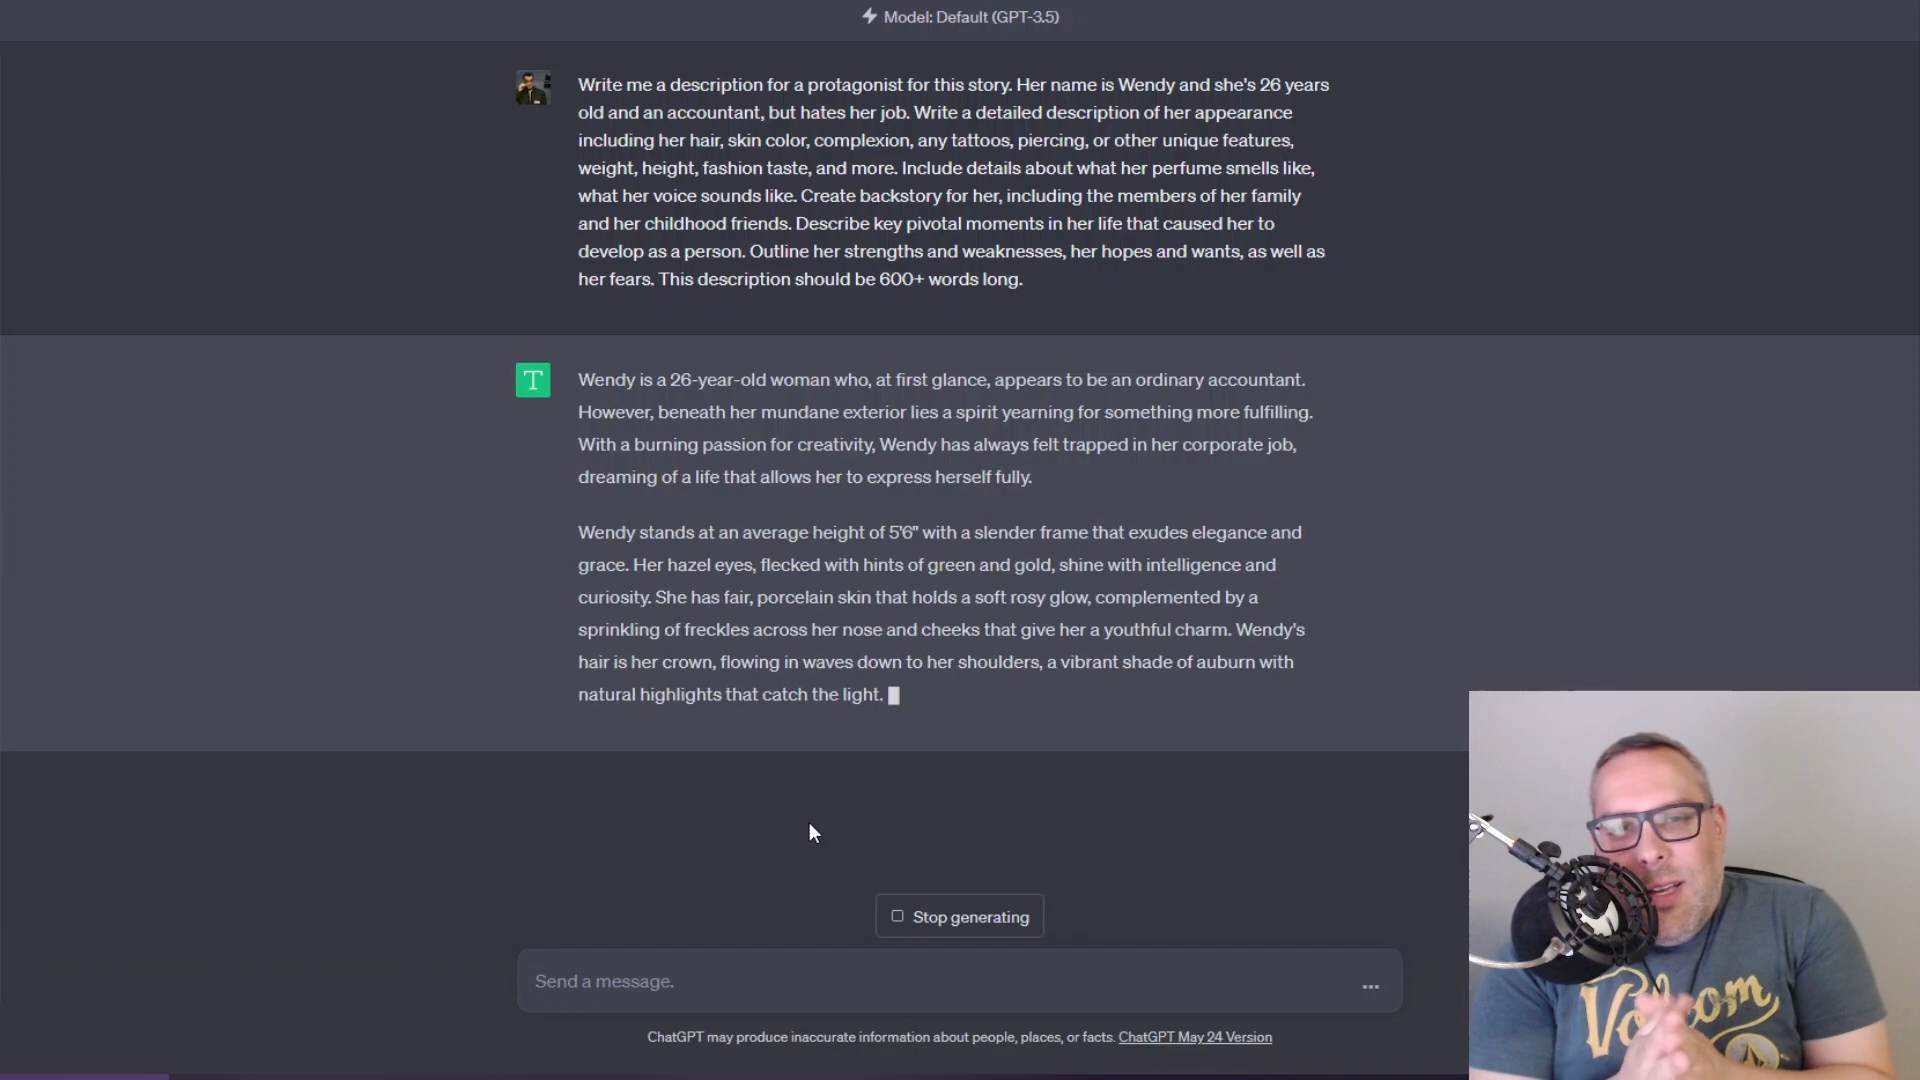 Model: Default (GPT-3.5)
Write me a description for a protagonist for this story. Her name is Wendy and she's 26 years
old and an accountant, but hates her job. Write a detailed description of her appearance
including her hair, skin color, complexion, any tattoos, piercing, or other unique features,
weight, height, fashion taste, and more. Include details about what her perfume smells like,
what her voice sounds like. Create backstory for her, including the members of her family
and her childhood friends. Describe key pivotal moments in her life that caused her to
develop as a person. Outline her strengths and weaknesses, her hopes and wants, as well as
her fears. This description should be 600+ words long.
T
Wendy is a 26-year-old woman who, at first glance, appears to be an ordinary accountant.
However, beneath her mundane exterior lies a spirit yearning for something more fulfilling.
With a burning passion for creativity, Wendy has always felt trapped in her corporate job,
dreaming of a life that allows her to express herself fully.
Wendy stands at an average height of 5'6" with a slender frame that exudes elegance and
grace. Her hazel eyes, flecked with hints of green and gold, shine with intelligence and
curiosity. She has fair, porcelain skin that holds a soft rosy glow, complemented by a
sprinkling of freckles across her nose and cheeks that give her a youthful charm. Wendy's
hair is her crown, flowing in waves down to her shoulders, a vibrant shade of auburn with
natural highlights that catch the light.
Stop generating
Send a message.
ChatGPT may produce inaccurate information about people, places, or facts. ChatGPT May 24 Version